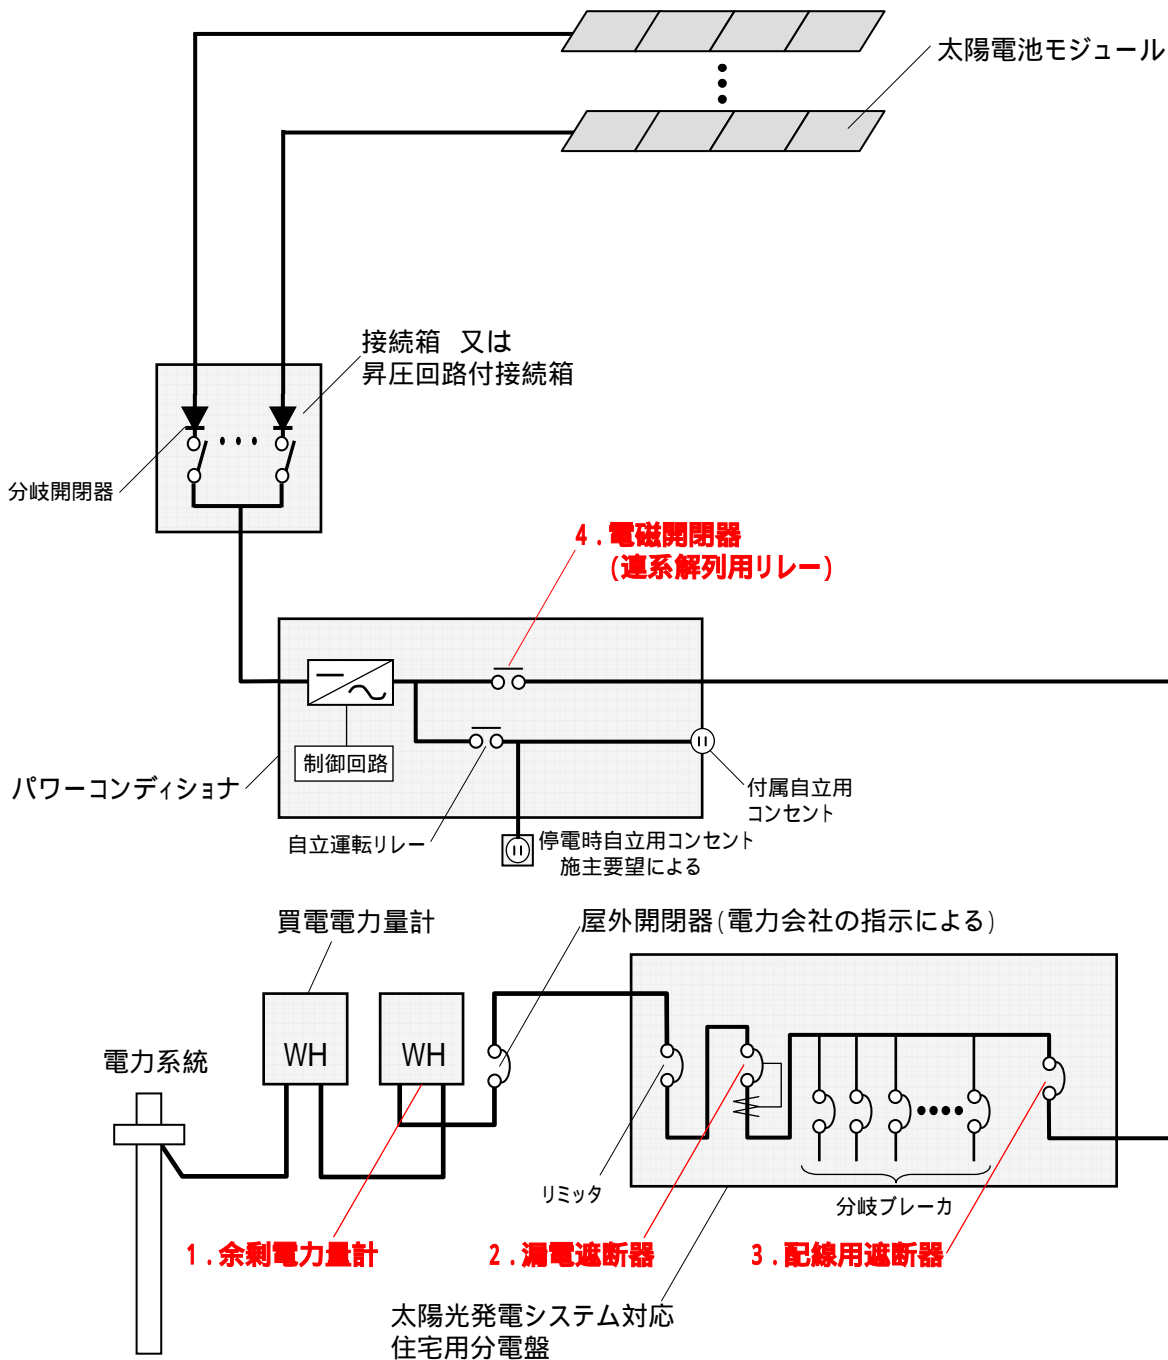 太陽電池モジュール
接続箱 又は
昇圧回路付接続箱
分岐開閉器
4．電磁開閉器
(連系解列用リレー)
制御回路
パワーコンディショナ
付属自立用
コンセント
自立運転リレー
停電時自立用コンセント
施主要望による
買電電力量計
屋外開閉器(電力会社の指示による)
WH
WH
電力系統
リミッタ
分岐ブレーカ
1．余剰電力量計
2．漏電遮断器
3．配線用遮断器
太陽光発電システム対応
住宅用分電盤